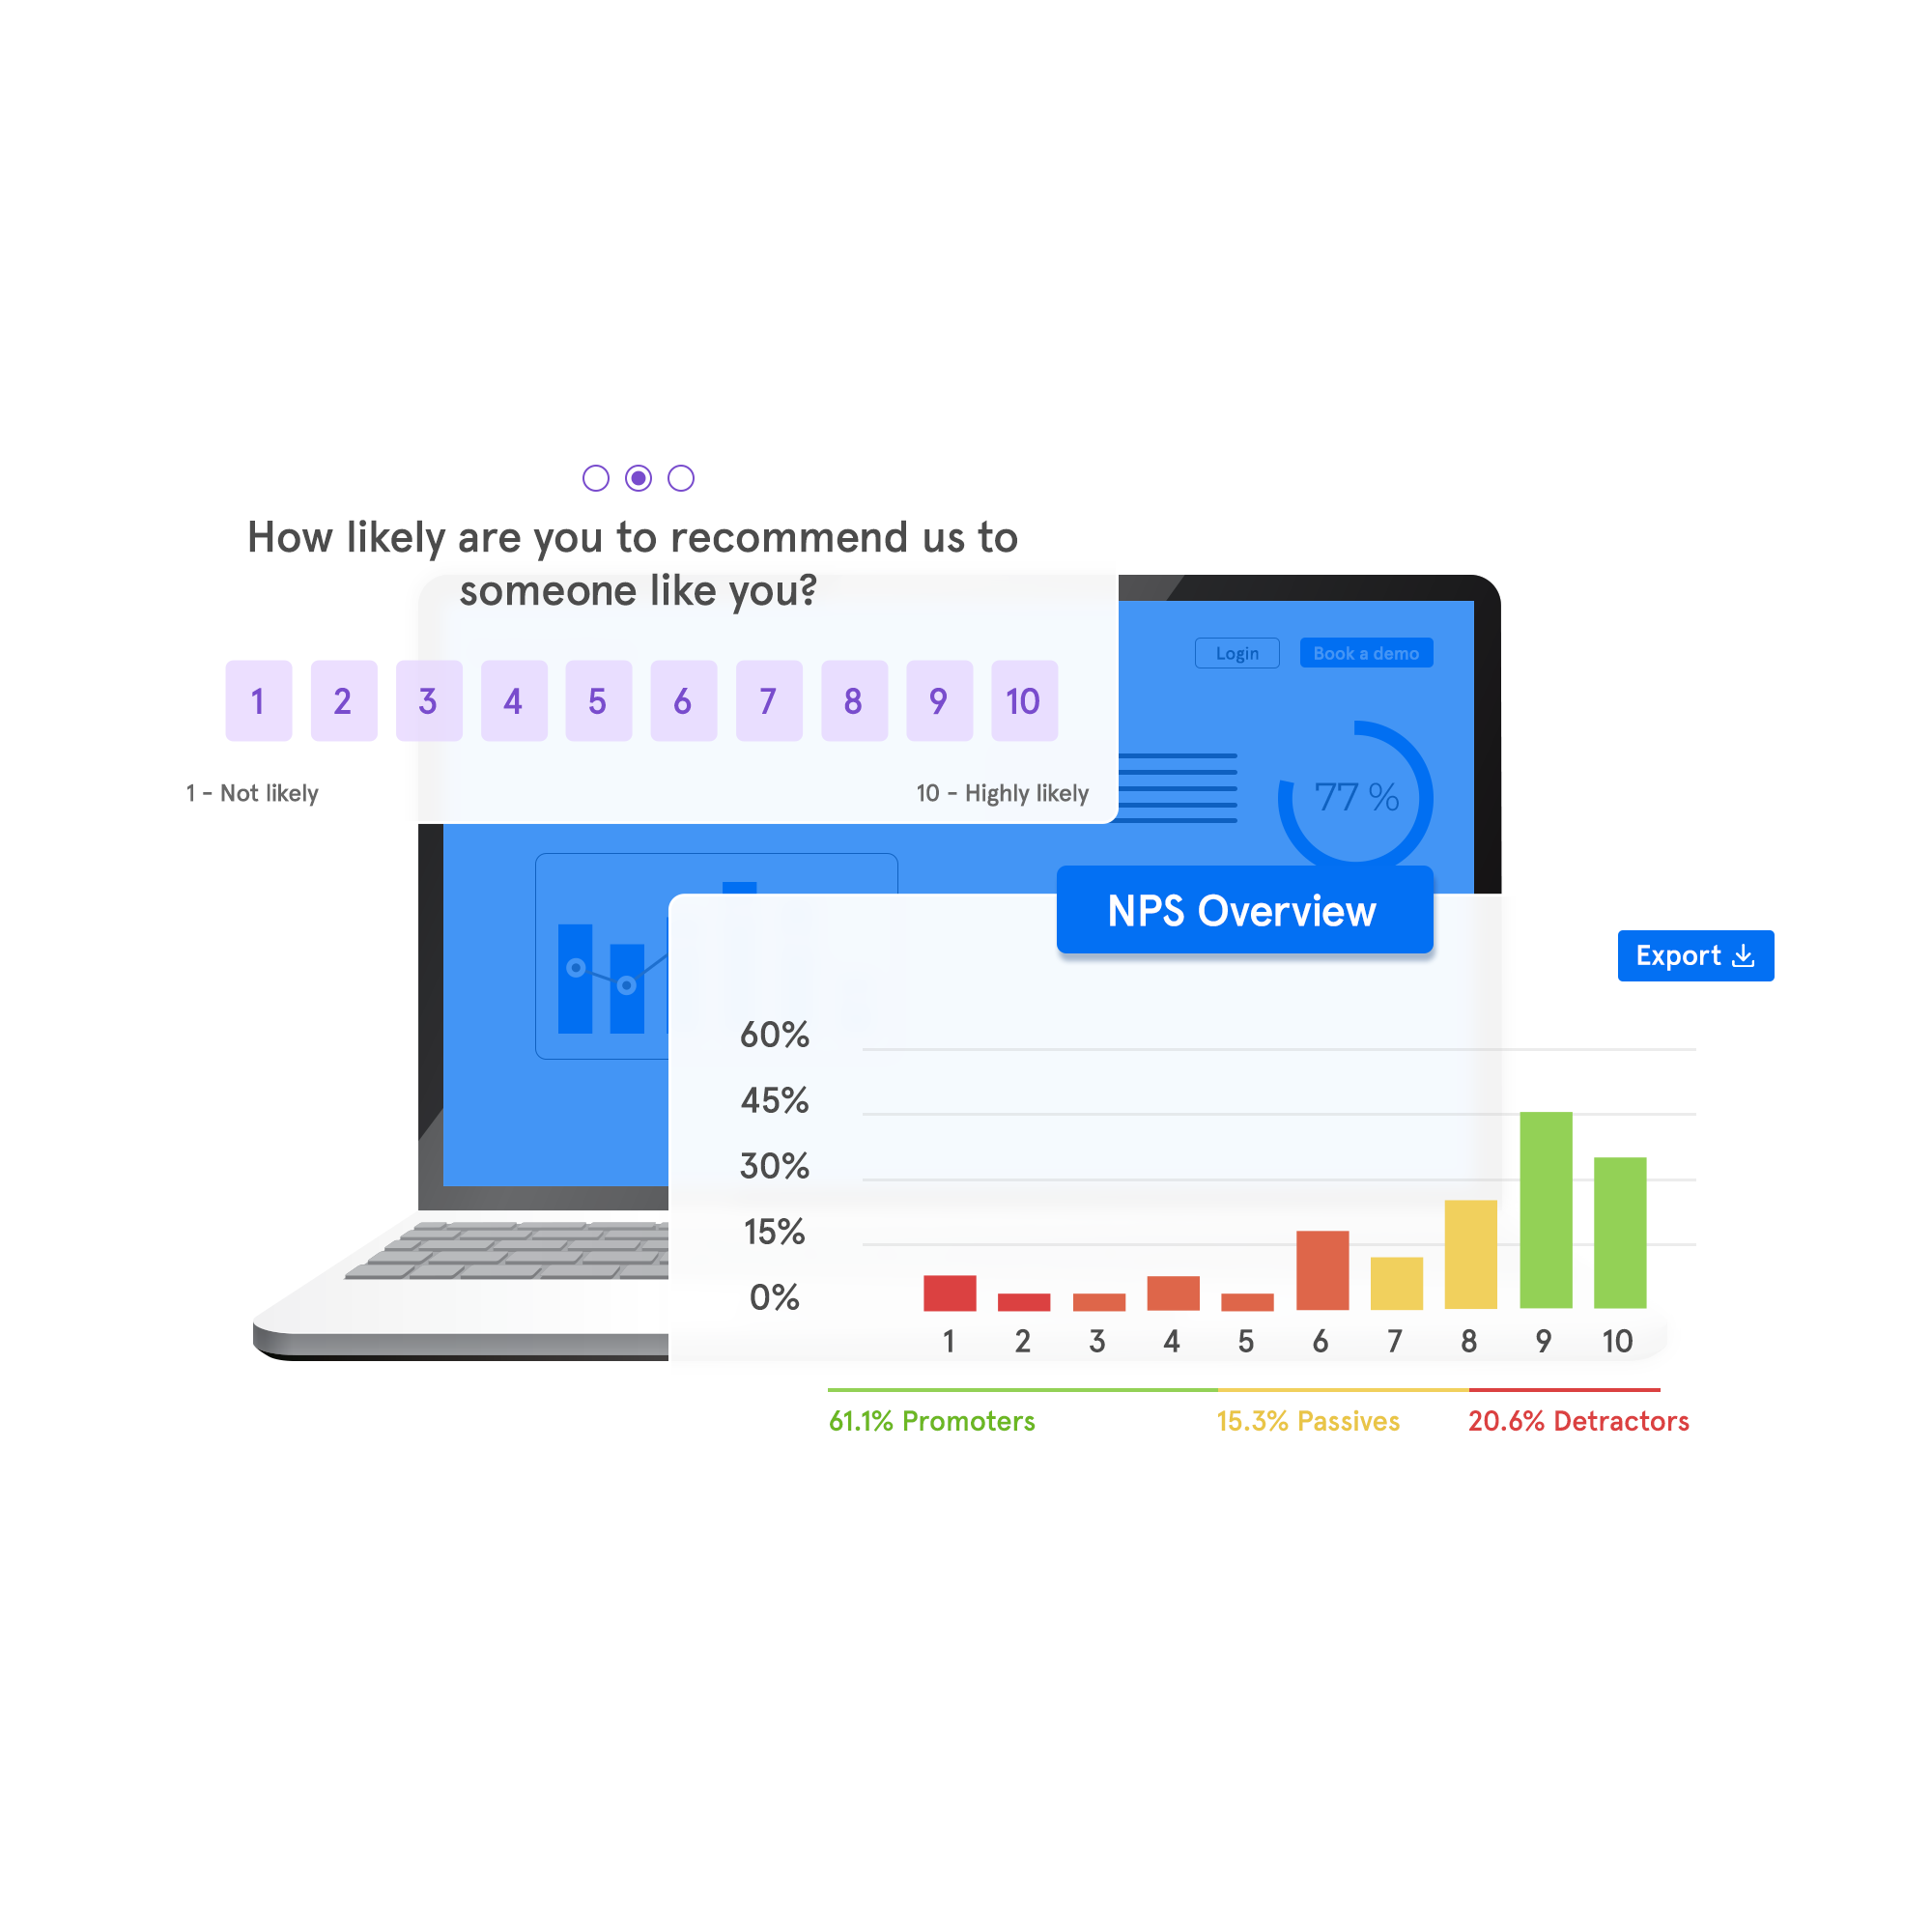 How likely are you to recommend us to
someone like you?
1 2 3 4 5 6 7 8 9 10
1 - Not likely
10 - Highly likely
Login
Book a demo
77 %
NPS Overview
Export
60%
45%
30%
15%
0%
1 2 3 4 5 6 7 8 9 10
61.1% Promoters
15.3% Passives
20.6% Detractors